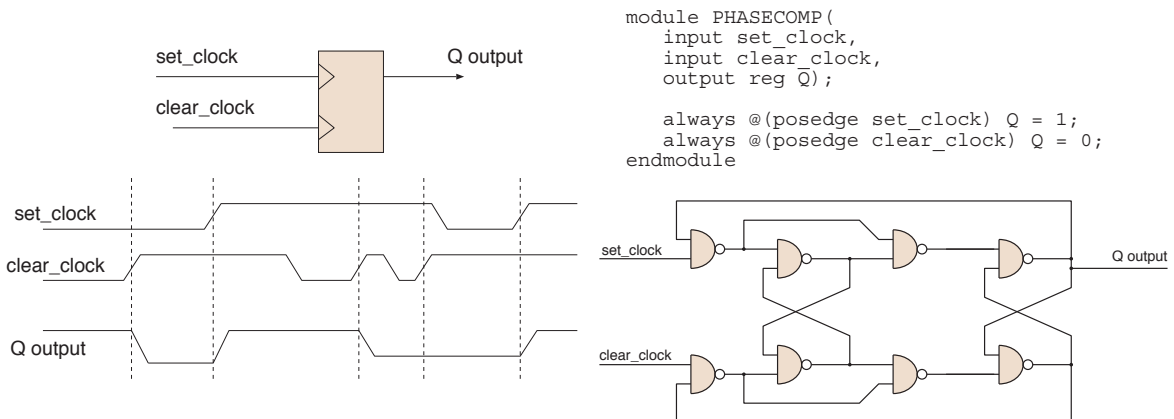 set_clock
Q output
clear_clock
module PHASECOMP(
input set_clock,
input clear_clock,
output reg Q);
always @(posedge set_clock) Q = 1;
always @(posedge clear_clock) Q = 0;
endmodule
set_clock
clear_clock
Q output
set_clock
Q output
clear_clock